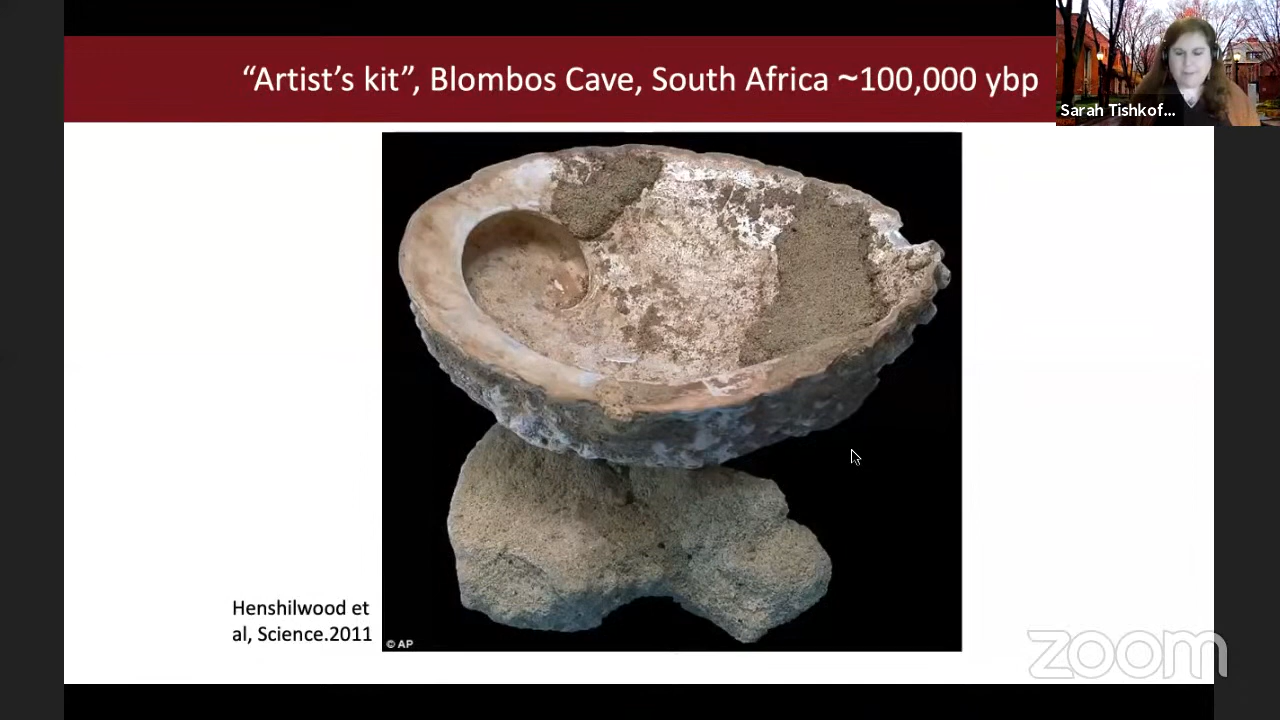 “Artist’s kit”, Blombos Cave, South Africa ~100,000 ybp
Sarah Tishkof...
Henshilwood et
al, Science.2011
© AP
zoom